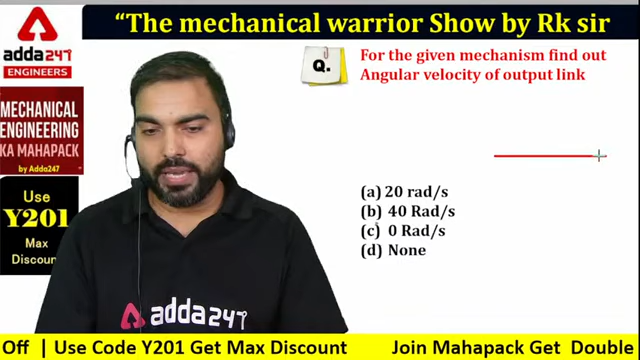 "The mechanical warrior Show by Rk sir
adda247
ENGINEERS
MECHANICAL
ENGINEERING
KA MAHAPACK
by Adda247
Use
Y201
Max
Discoun
Q.
For the given mechanism find out
Angular velocity of output link
(a) 20 rad/s
(b) 40 Rad/s
(c) 0 Rad/s
(d) None
adda247
Off | Use Code Y201 Get Max Discount Join Mahapack Get Double